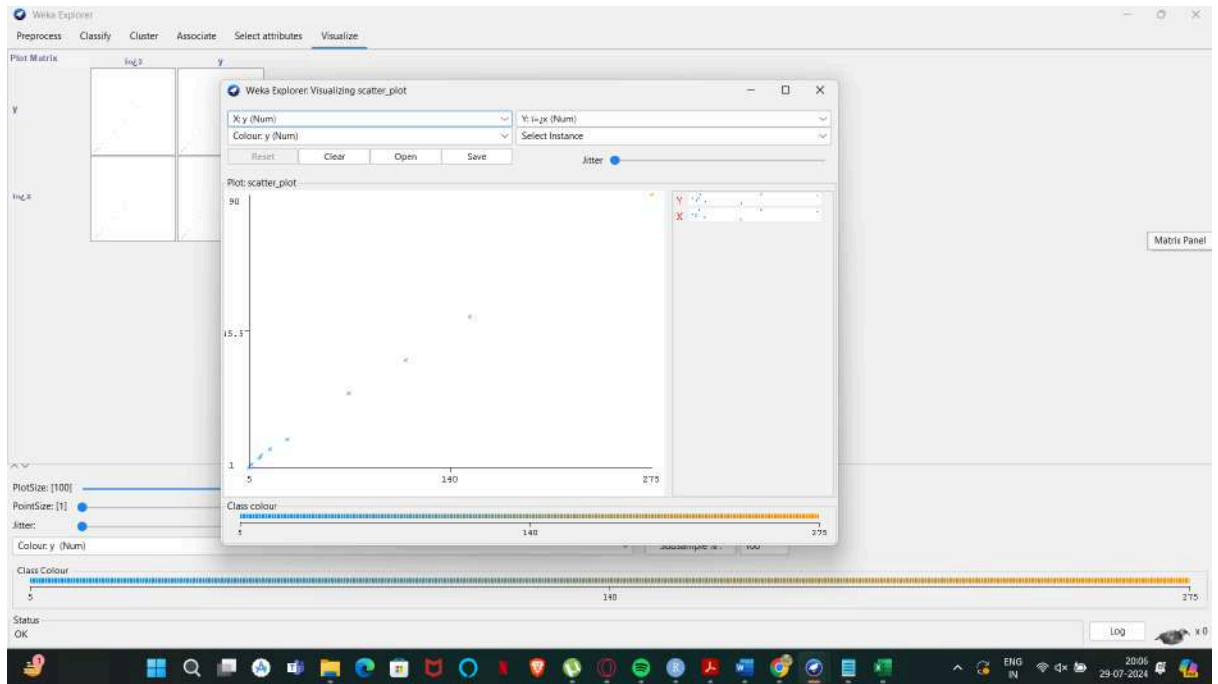 Weka Explorer
Preprocess Classify Cluster Associate Select attributes Visualize
Plot Matrix
y
y
Weka Explorer: Visualizing scatter_plot
X: y (Num)
Colour: y (Num)
Select Instance
Reset Clear Open Save
Jitter
Plot: scatter_plot
90
1
5 140 275
Y
X
Class colour
5 140 275
Matrix Panel
PlotSize: [100]
PointSize: [1]
Jitter:
Colour: y (Num)
Class Colour
5 140 275
Status
OK
Log
x 0
ENG
IN
20:05
29-07-2024